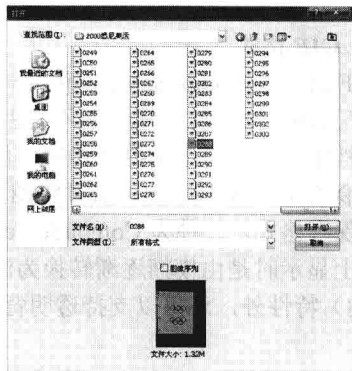 打开
查找范围(I):
2000悉尼奥运
0249 0264 0279 0294
0250 0265 0280 0295
0251 0266 0281 0296
0252 0267 0282 0297
0253 0268 0283 0298
0254 0269 0284 0299
0255 0270 0285 0300
0256 0271 0286 0301
0257 0272 0287 0302
0258 0273 0288 0303
0259 0274 0289
0260 0275 0290
0261 0276 0291
0262 0277 0292
0263 0278 0293
我最近的文档
桌面
我的文档
我的电脑
网上邻居
文件名(N): 0288 打开(O)
文件类型(T): 所有格式 取消
图像序列
文件大小: 1.32M